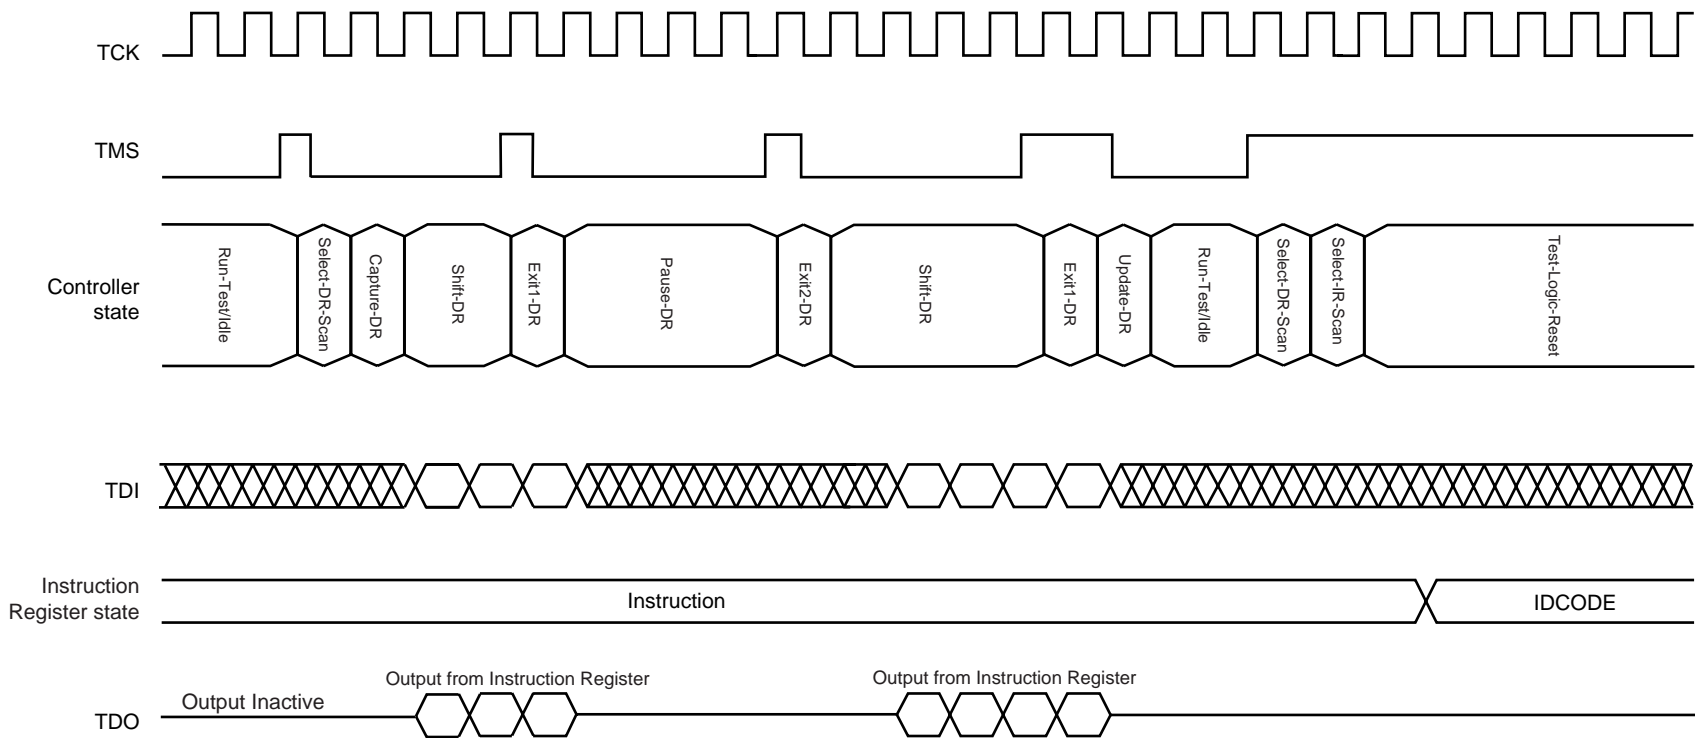 TCK
TMS
Controller
state
Run-Test/Idle
Select-DR-Scan
Capture-DR
Shift-DR
Exit1-DR
Pause-DR
Exit2-DR
Shift-DR
Exit1-DR
Update-DR
Run-Test/Idle
Select-DR-Scan
Select-IR-Scan
Test-Logic-Reset
TDI
Instruction
Register state
Instruction
IDCODE
TDO
Output Inactive
Output from Instruction Register
Output from Instruction Register